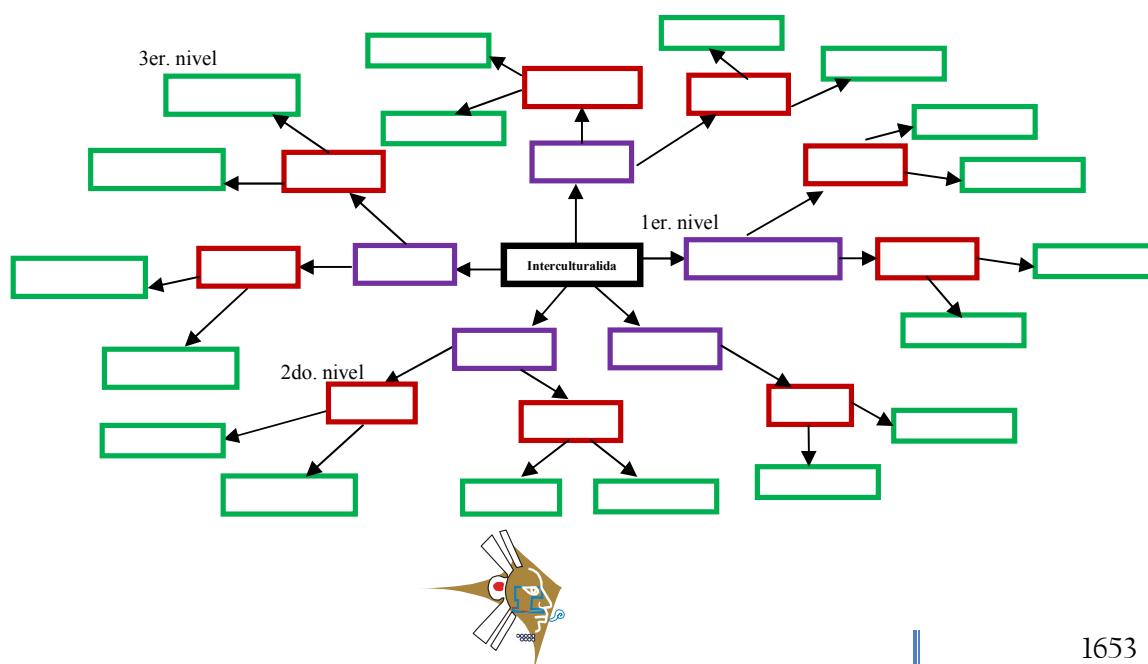 3er. nivel
1er. nivel
Interculturalida
2do. nivel
1653